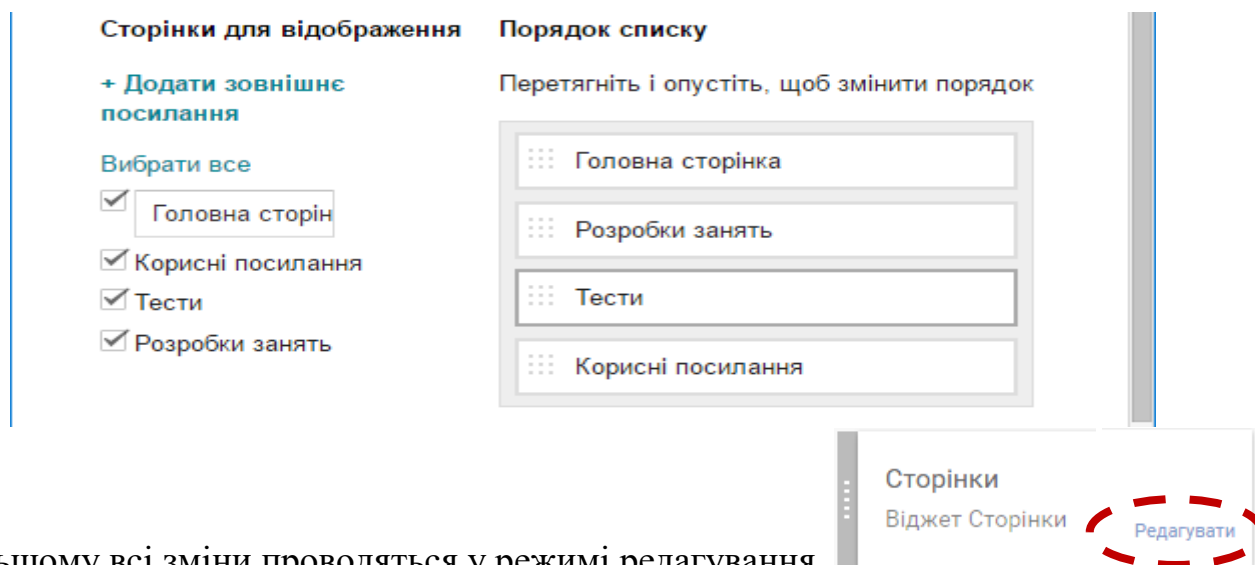 Сторінки для відображення
+ Додати зовнішнє
посилання
Вибрати все
Головна сторін
Корисні посилання
Тести
Розробки занять
Порядок списку
Перетягніть і опустіть, щоб змінити порядок
Головна сторінка
Розробки занять
Тести
Корисні посилання
Сторінки
Віджет Сторінки
Редагувати
всі зміни проводяться у режимі редагування